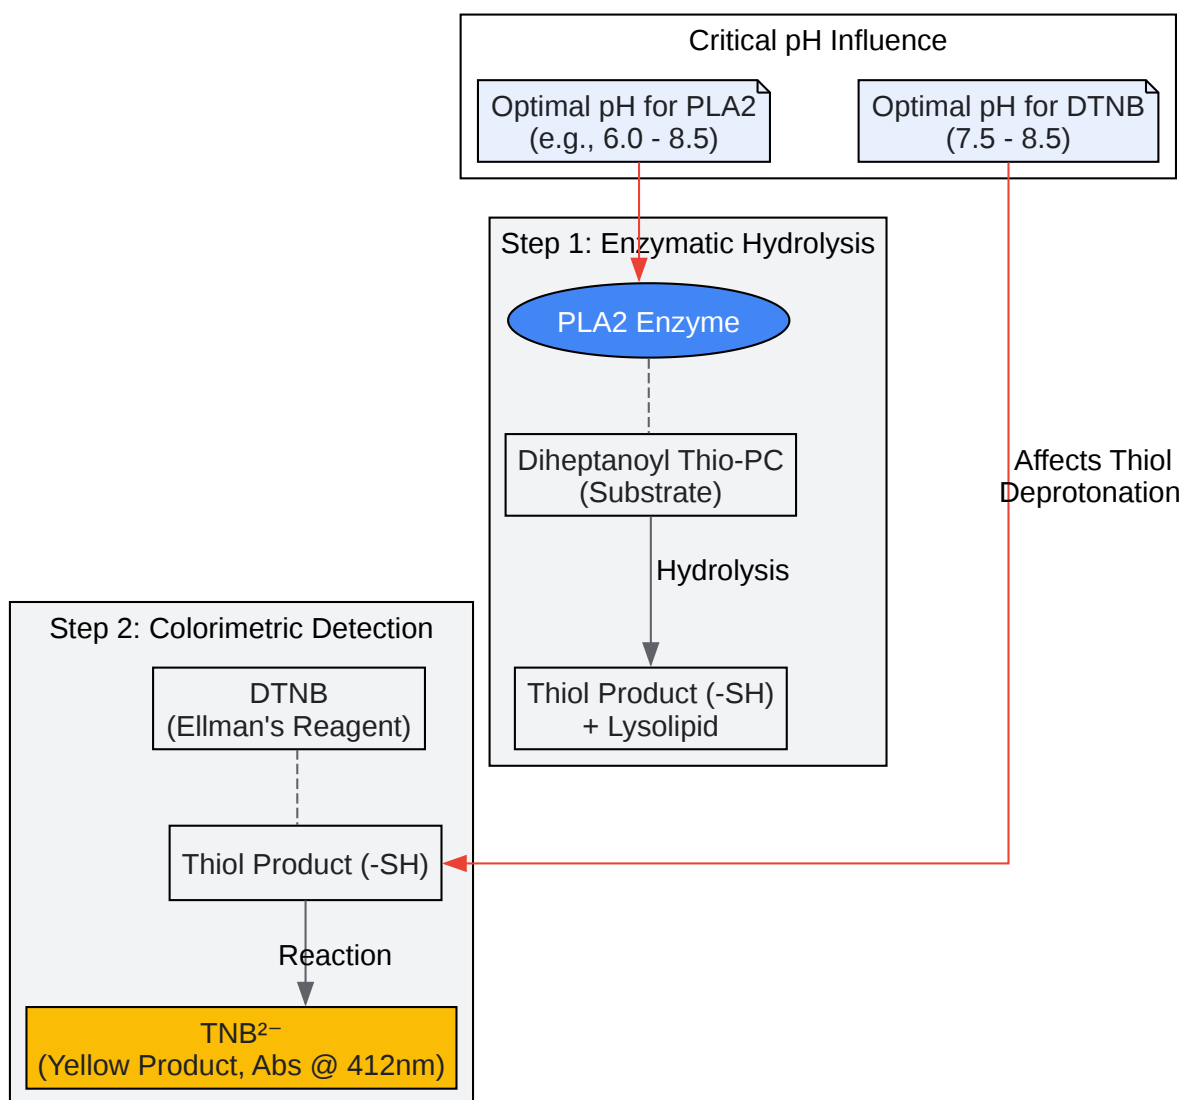 Critical pH Influence
Optimal pH for PLA2
(e.g., 6.0 - 8.5)
Optimal pH for DTNB
(7.5 - 8.5)
Step 1: Enzymatic Hydrolysis
PLA2 Enzyme
Diheptanoyl Thio-PC
(Substrate)
Affects Thiol
Deprotonation
Hydrolysis
Thiol Product (-SH)
+ Lysolipid
Step 2: Colorimetric Detection
DTNB
(Ellman's Reagent)
Thiol Product (-SH)
Reaction
TNB²⁻
(Yellow Product, Abs @ 412nm)